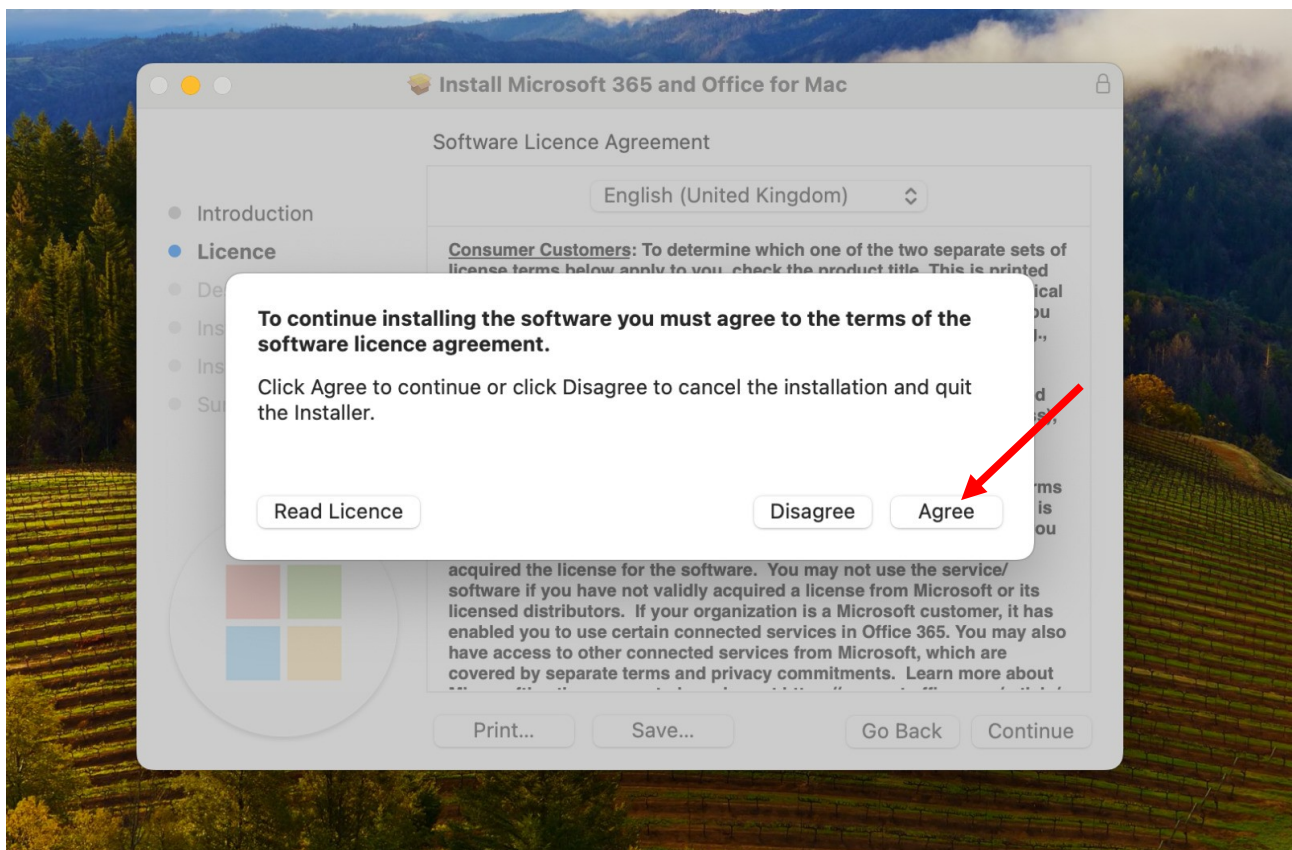 Install Microsoft 365 and Office for Mac
Software Licence Agreement
English (United Kingdom)
Introduction
Licence
Consumer Customers: To determine which one of the two separate sets of
license terms below apply to you, check the product title. This is printed
To continue installing the software you must agree to the terms of the
software licence agreement.
Click Agree to continue or click Disagree to cancel the installation and quit
the Installer.
Read Licence
Disagree
Agree
acquired the license for the software. You may not use the service/
software if you have not validly acquired a license from Microsoft or its
licensed distributors. If your organization is a Microsoft customer, it has
enabled you to use certain connected services in Office 365. You may also
have access to other connected services from Microsoft, which are
covered by separate terms and privacy commitments. Learn more about
Print...
Save...
Go Back
Continue